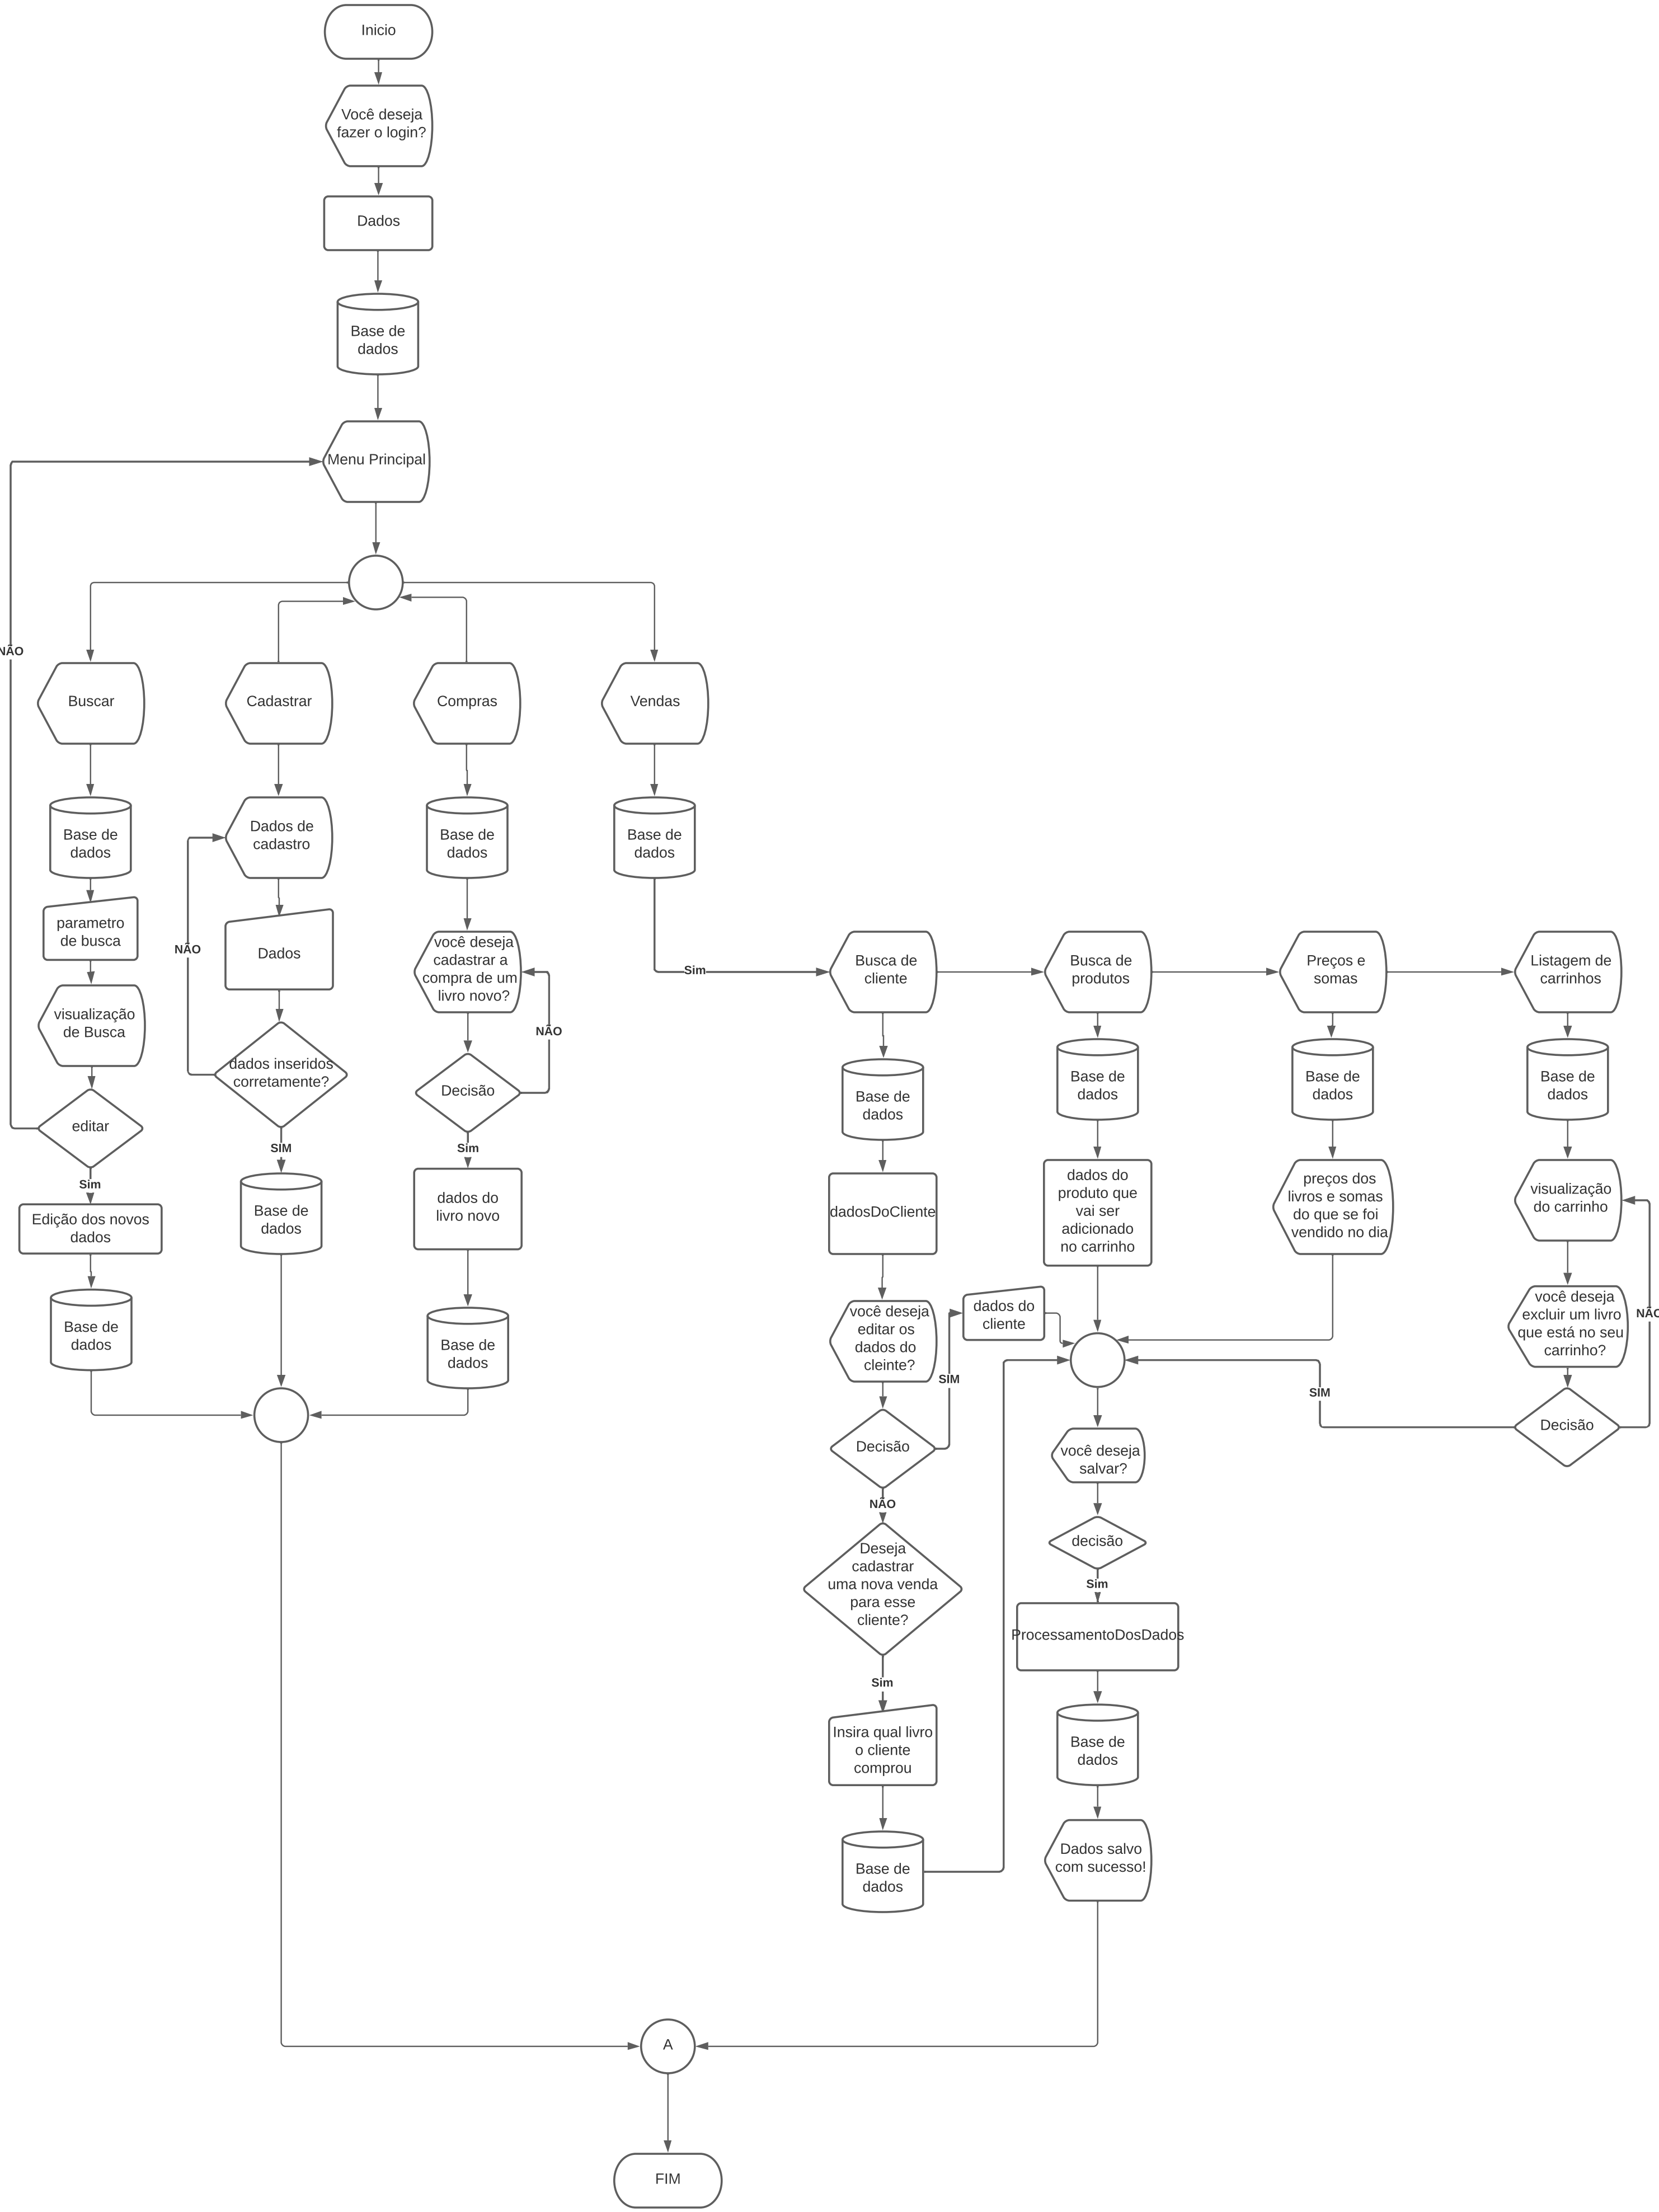 Inicio
Você deseja
fazer o login?
Dados
Base de
dados
Menu Principal
NÃO
Buscar
Cadastrar
Compras
Vendas
Base de
dados
parametro
de busca
visualização
de Busca
editar
Sim
Edição dos novos
dados
Base de
dados
Dados de
cadastro
NÃO
Dados
dados inseridos
corretamente?
SIM
Base de
dados
Base de
dados
você deseja
cadastrar a
compra de um
livro novo?
NÃO
Decisão
Sim
dados do
livro novo
Base de
dados
Base de
dados
Sim
Busca de
cliente
Base de
dados
dadosDoCliente
você deseja
editar os
dados do
cleinte?
SIM
dados do
cliente
Decisão
NÃO
Deseja
cadastrar
uma nova venda
para esse
cliente?
Sim
Insira qual livro
o cliente
comprou
Base de
dados
Busca de
produtos
Base de
dados
dados do
produto que
vai ser
adicionado
no carrinho
você deseja
salvar?
decisão
Sim
ProcessamentoDosDados
Base de
dados
Dados salvo
com sucesso!
Preços e
somas
Base de
dados
preços dos
livros e somas
do que se foi
vendido no dia
Listagem de
carrinhos
Base de
dados
visualização
do carrinho
você deseja
excluir um livro
que está no seu
carrinho?
NÃO
SIM
Decisão
A
FIM